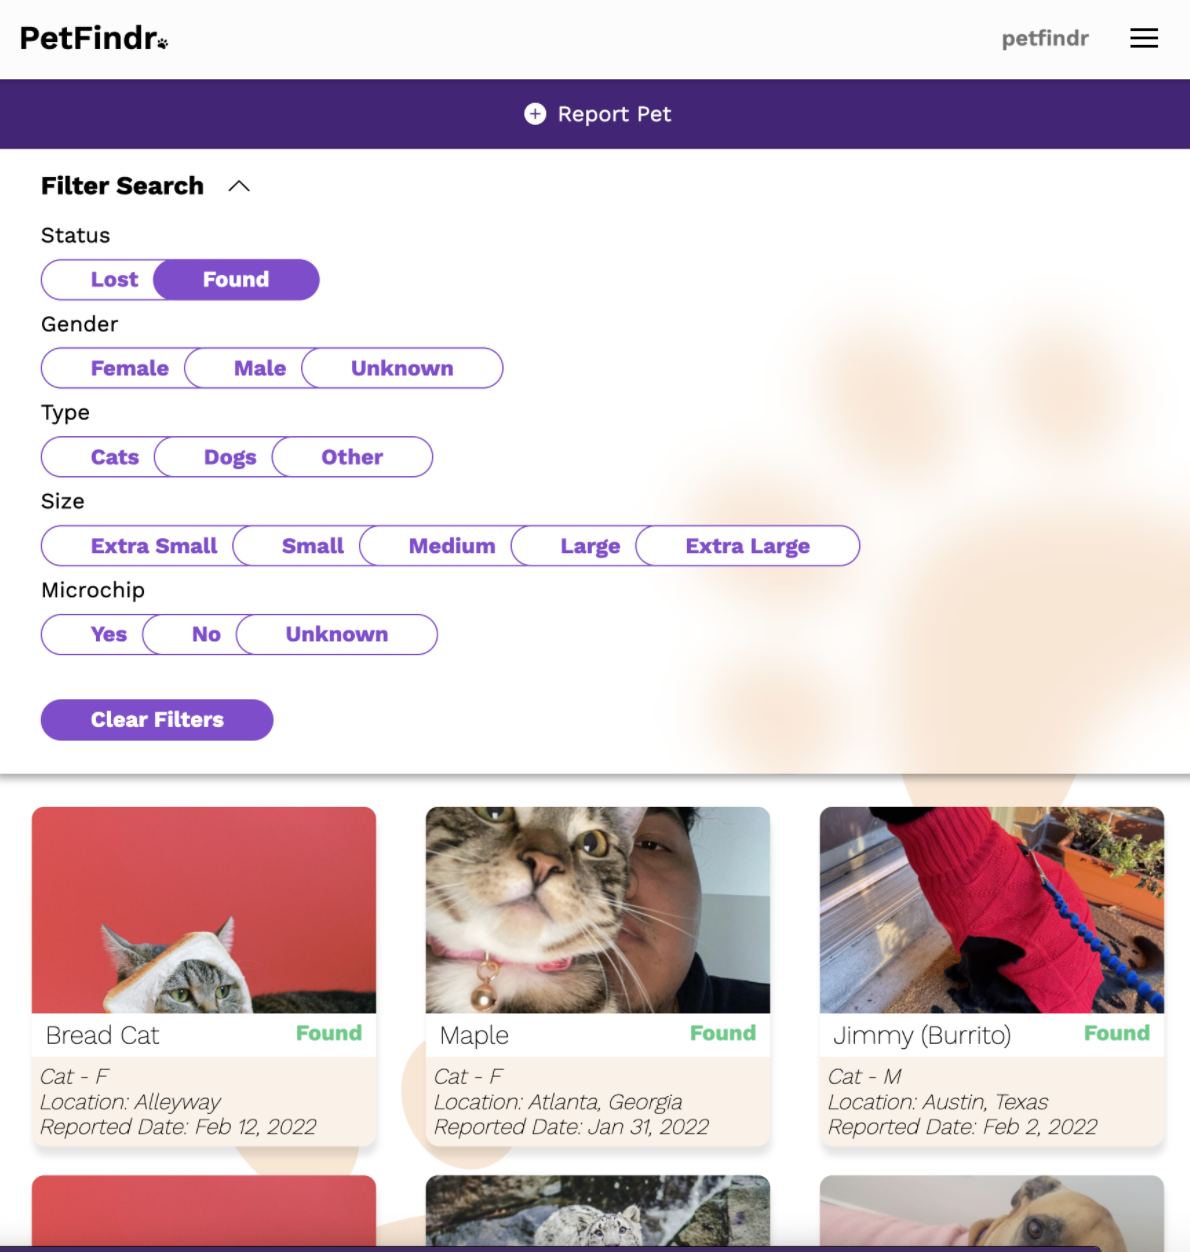 PetFindr
petfindr
Report Pet
Filter Search
Status
Lost Found
Gender
Female Male Unknown
Type
Cats Dogs Other
Size
Extra Small Small Medium Large Extra Large
Microchip
Yes No Unknown
Clear Filters
Bread Cat Found
Cat - F
Location: Alleyway
Reported Date: Feb 12, 2022
Maple Found
Cat - F
Location: Atlanta, Georgia
Reported Date: Jan 31, 2022
Jimmy (Burrito) Found
Cat - M
Location: Austin, Texas
Reported Date: Feb 2, 2022